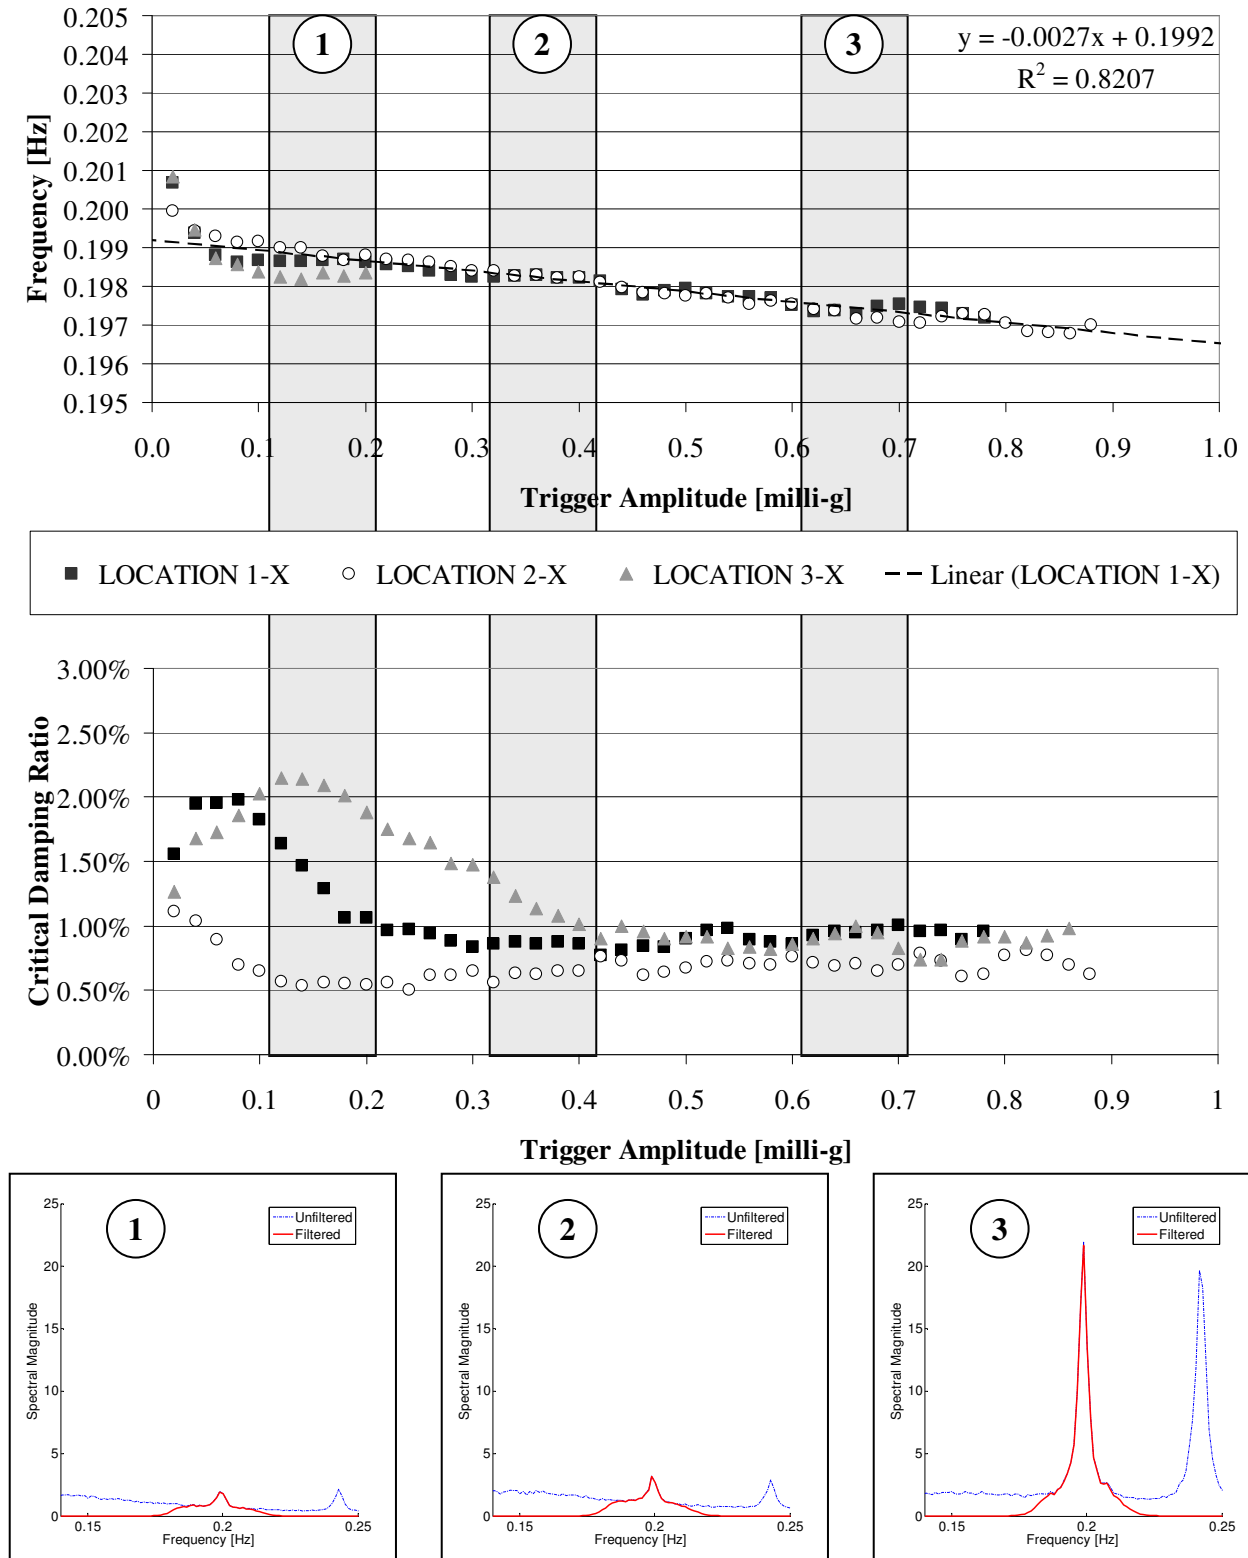 0.205
0.204
0.203
0.202
0.201
0.200
0.199
0.198
0.197
0.196
0.195
Frequency [Hz]
1
2
3
y = -0.0027x + 0.1992
R² = 0.8207
0.0 0.1 0.2 0.3 0.4 0.5 0.6 0.7 0.8 0.9 1.0
Trigger Amplitude [milli-g]
LOCATION 1-X LOCATION 2-X LOCATION 3-X Linear (LOCATION 1-X)
3.00%
2.50%
2.00%
1.50%
1.00%
0.50%
0.00%
Critical Damping Ratio
0 0.1 0.2 0.3 0.4 0.5 0.6 0.7 0.8 0.9 1
Trigger Amplitude [milli-g]
1
Unfiltered
Filtered
25
20
15
10
5
0
Spectral Magnitude
0.15 0.2 0.25
Frequency [Hz]
2
Unfiltered
Filtered
25
20
15
10
5
0
Spectral Magnitude
0.15 0.2 0.25
Frequency [Hz]
3
Unfiltered
Filtered
25
20
15
10
5
0
Spectral Magnitude
0.15 0.2 0.25
Frequency [Hz]